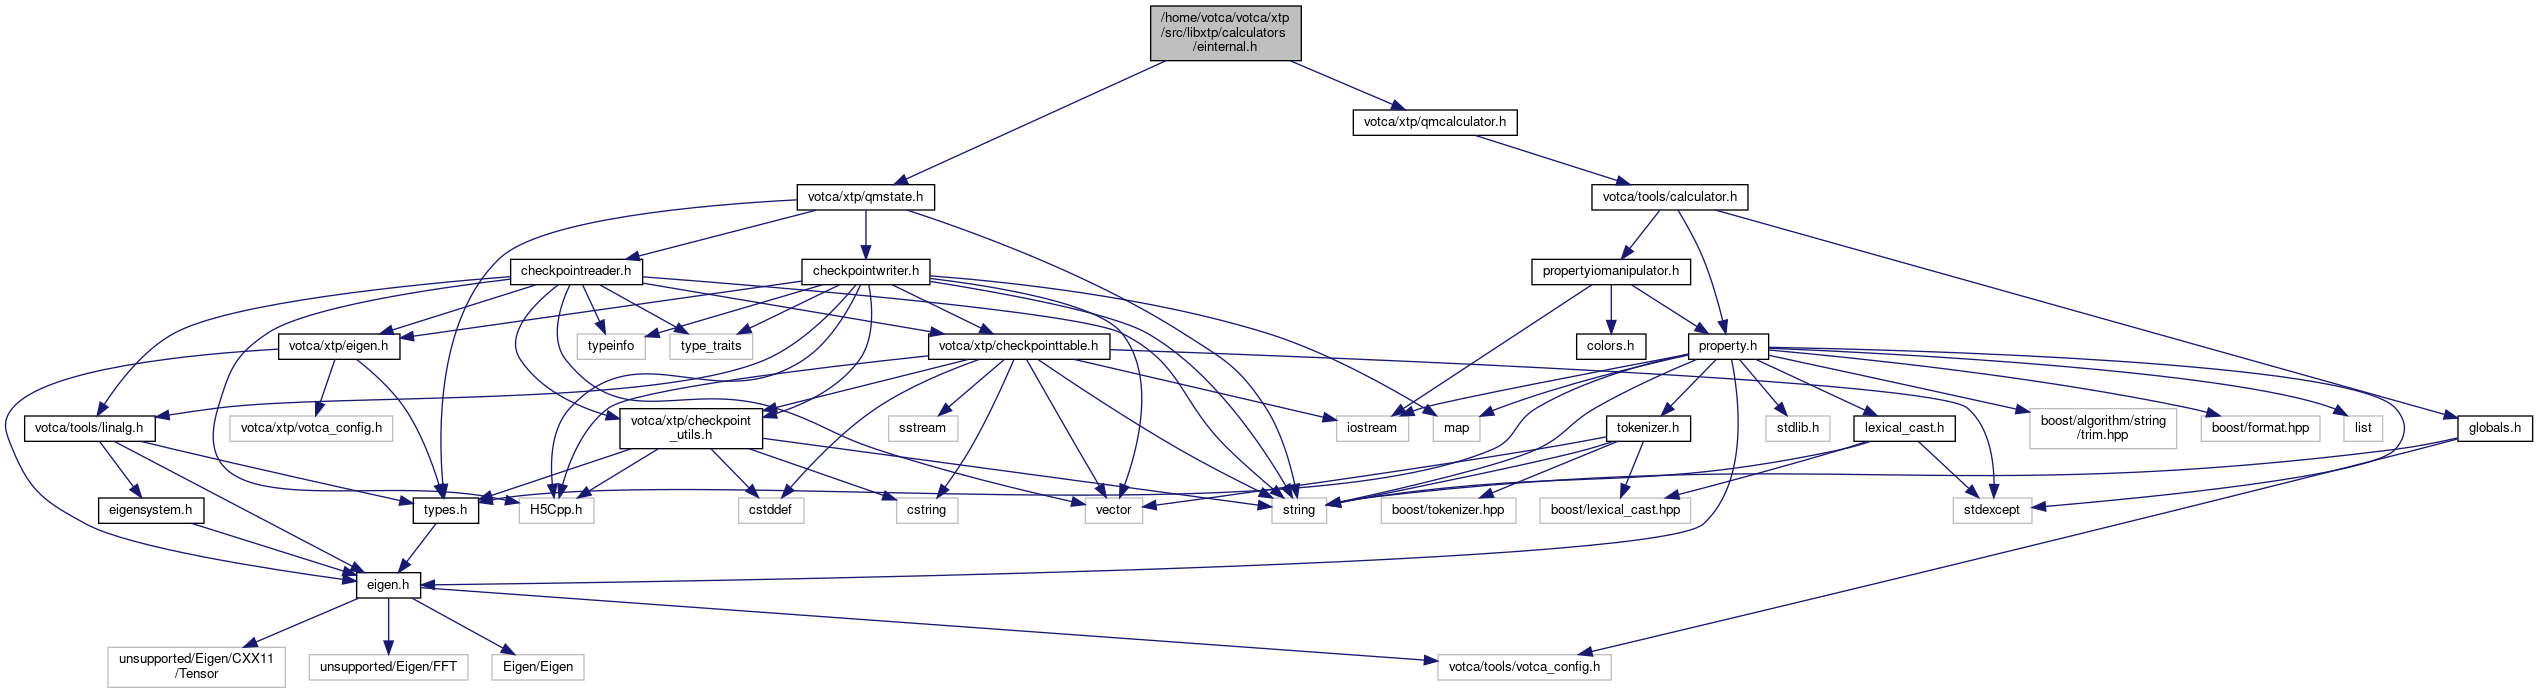 /home/votca/votca/xtp
/src/libxtp/calculators
/einternal.h
votca/xtp/qmcalculator.h
votca/xtp/qmstate.h
votca/tools/calculator.h
checkpointreader.h
checkpointwriter.h
propertyiomanipulator.h
votca/xtp/eigen.h
typeinfo
type_traits
votca/xtp/checkpointtable.h
colors.h
property.h
votca/tools/linalg.h
votca/xtp/votca_config.h
votca/xtp/checkpoint
_utils.h
sstream
iostream
map
tokenizer.h
stdlib.h
lexical_cast.h
boost/algorithm/string
/trim.hpp
boost/format.hpp
list
globals.h
eigensystem.h
types.h
H5Cpp.h
cstddef
cstring
vector
string
boost/tokenizer.hpp
boost/lexical_cast.hpp
stdexcept
eigen.h
unsupported/Eigen/CXX11
/Tensor
unsupported/Eigen/FFT
Eigen/Eigen
votca/tools/votca_config.h